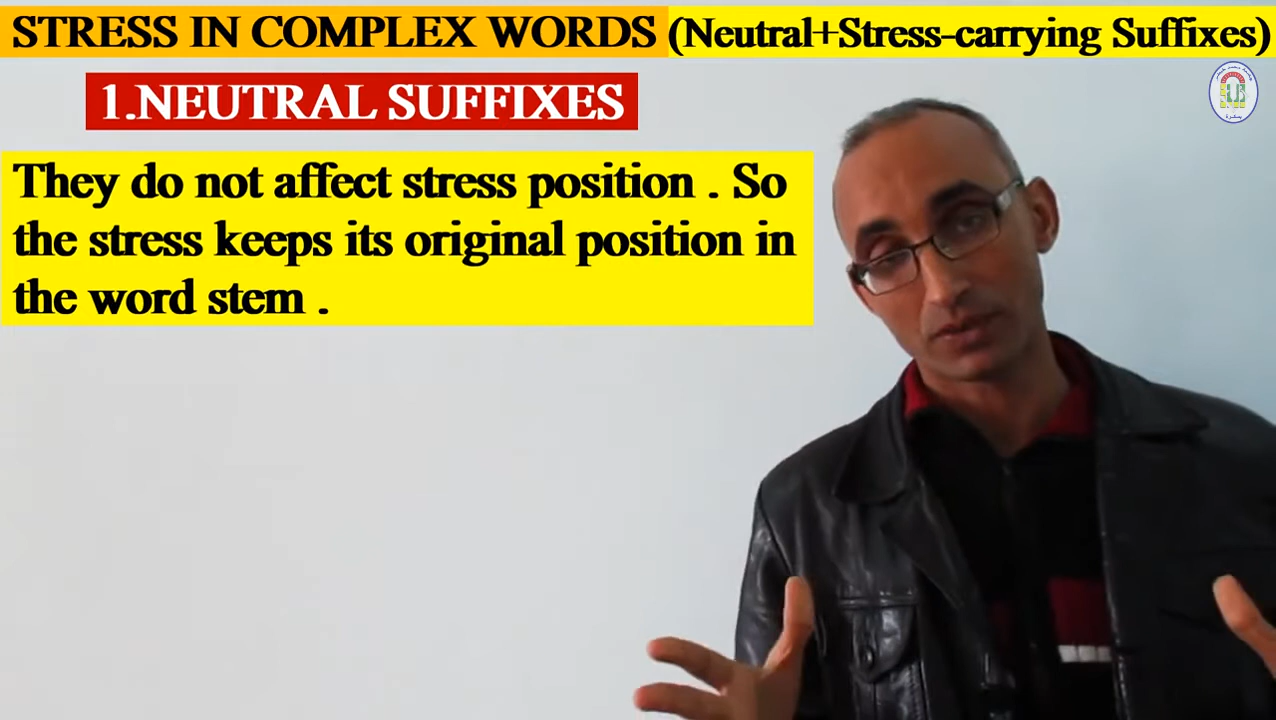 STRESS IN COMPLEX WORDS (Neutral+Stress-carrying Suffixes)
1.NEUTRAL SUFFIXES
They do not affect stress position . So
the stress keeps its original position in
the word stem .